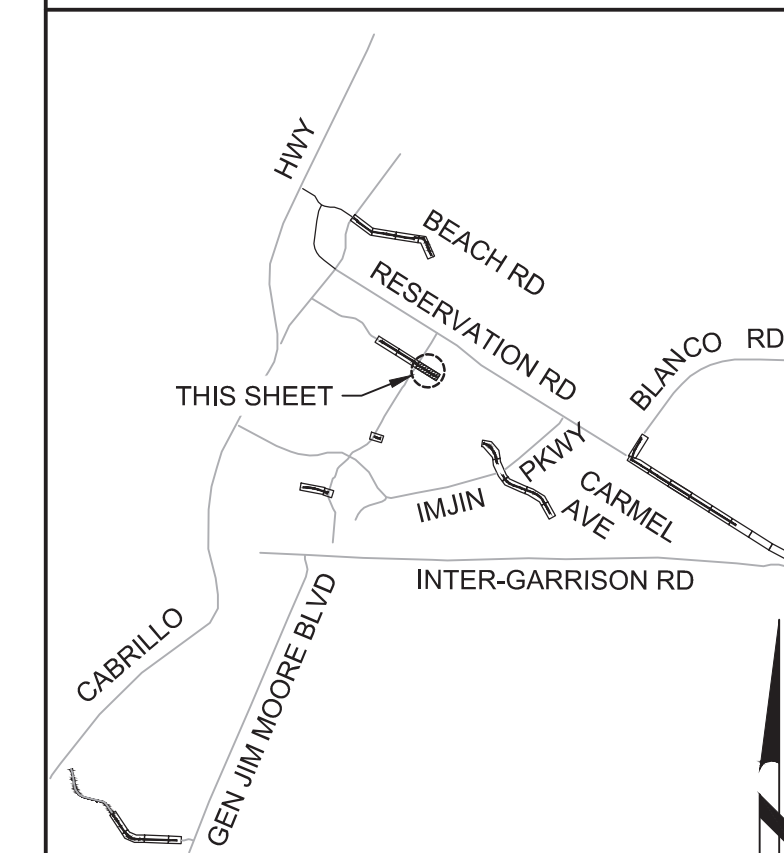 HWY
BEACH RD
RESERVATION RD
BLANCO RD
THIS SHEET
IMJIN PKWY
CARMEL
AVE
INTER-GARRISON RD
CABRILLO
GEN JIM MOORE BLVD